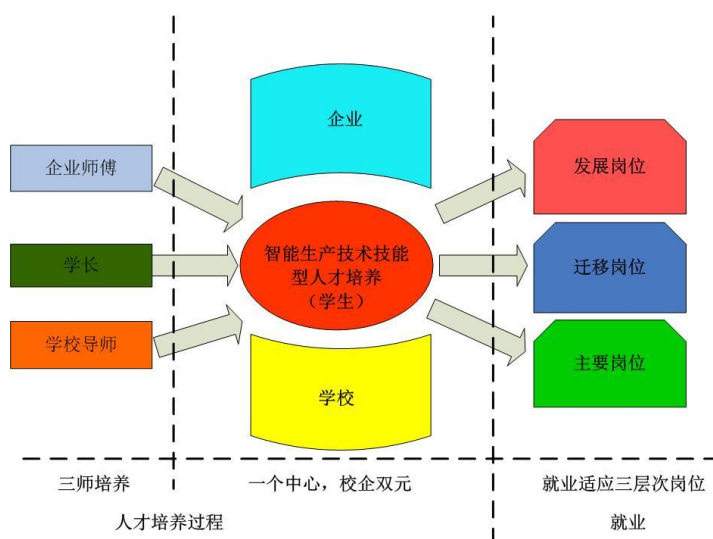 企业
企业师傅
发展岗位
学长
智能生产技术技能
型人才培养
（学生）
迁移岗位
学校导师
主要岗位
学校
三师培养
一个中心，校企双元
就业适应三层次岗位
人才培养过程
就业